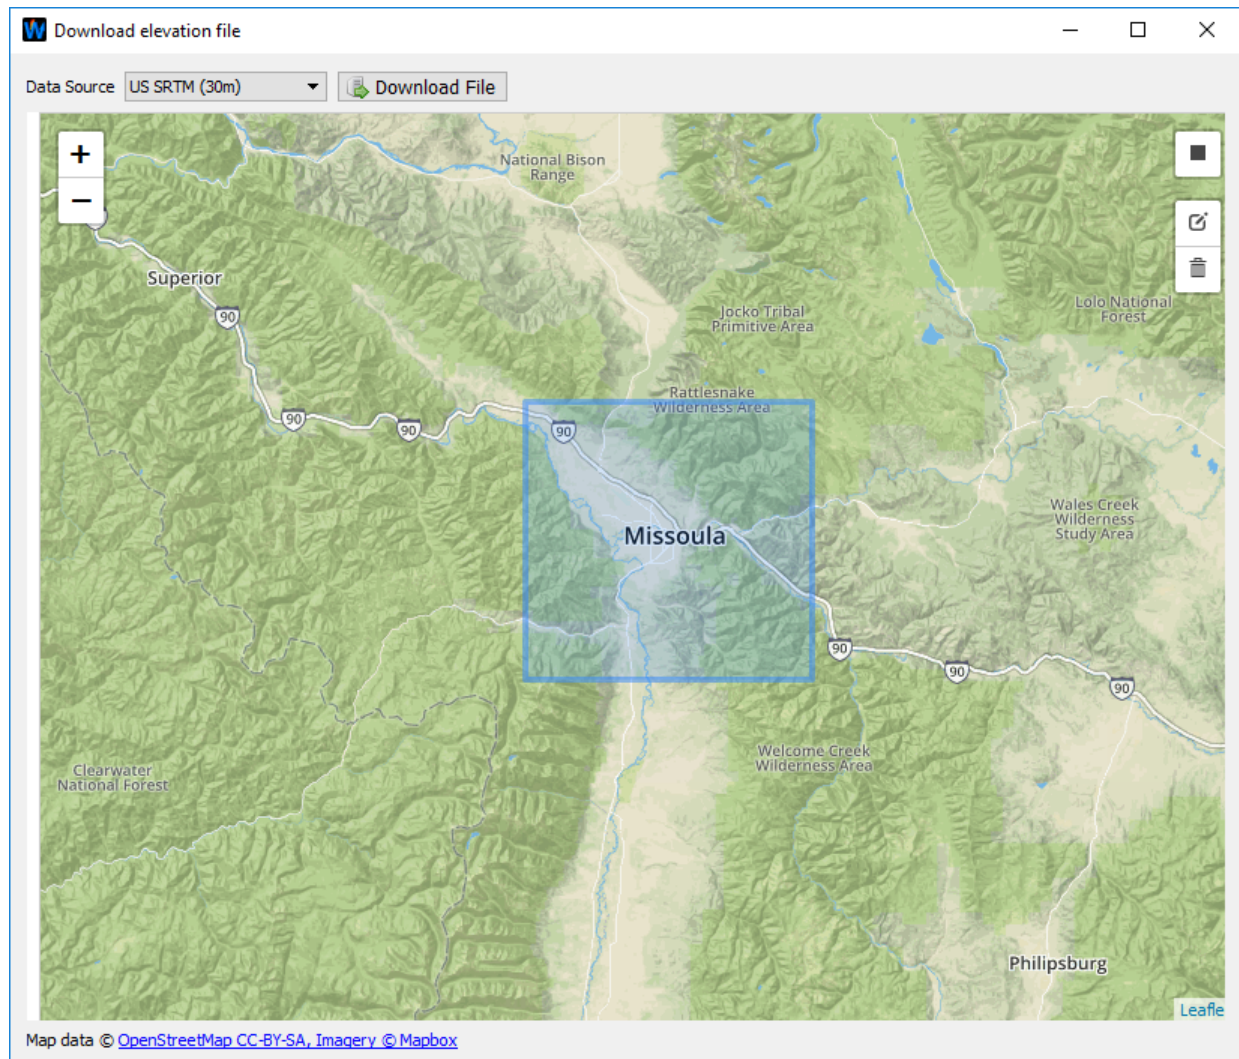 Download elevation file
Data Source US SRTM (30m) Download File
+
−
National Bison
Range
Superior
90
Jocko Tribal
Primitive Area
Lolo National
Forest
Rattlesnake
Wilderness Area
90
90
90
Wales Creek
Wilderness
Study Area
Missoula
90
90
90
Welcome Creek
Wilderness Area
Clearwater
National Forest
Philipsburg
Leafle
Map data © OpenStreetMap CC-BY-SA, Imagery © Mapbox